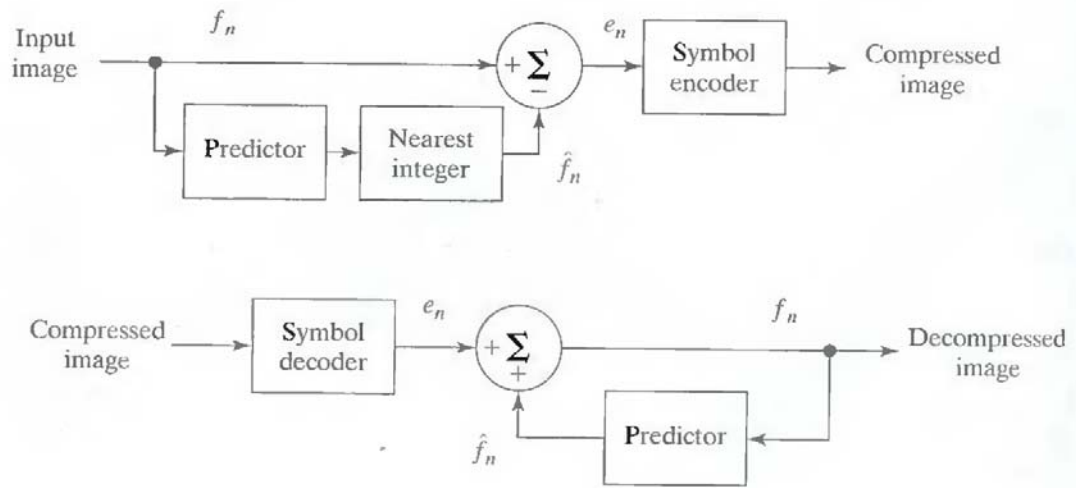 Input
image
f_n
+ Σ
−
e_n
Symbol
encoder
Compressed
image
Predictor
Nearest
integer
f̂_n
Compressed
image
Symbol
decoder
e_n
+ Σ
+
f_n
Decompressed
image
f̂_n
Predictor